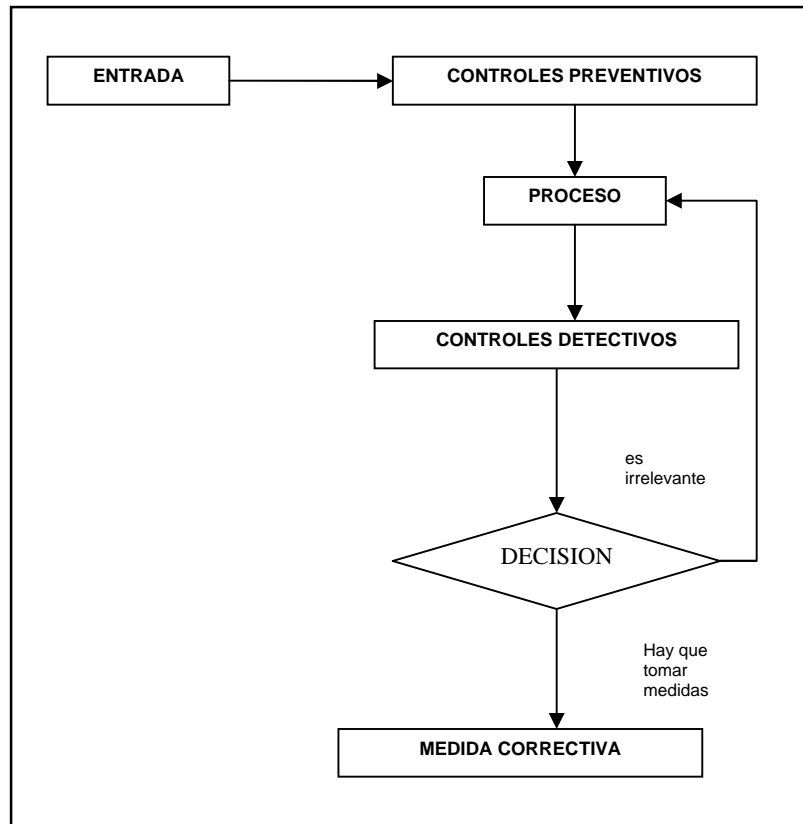 ENTRADA
CONTROLES PREVENTIVOS
PROCESO
CONTROLES DETECTIVOS
es
irrelevante
DECISION
Hay que
tomar
medidas
MEDIDA CORRECTIVA